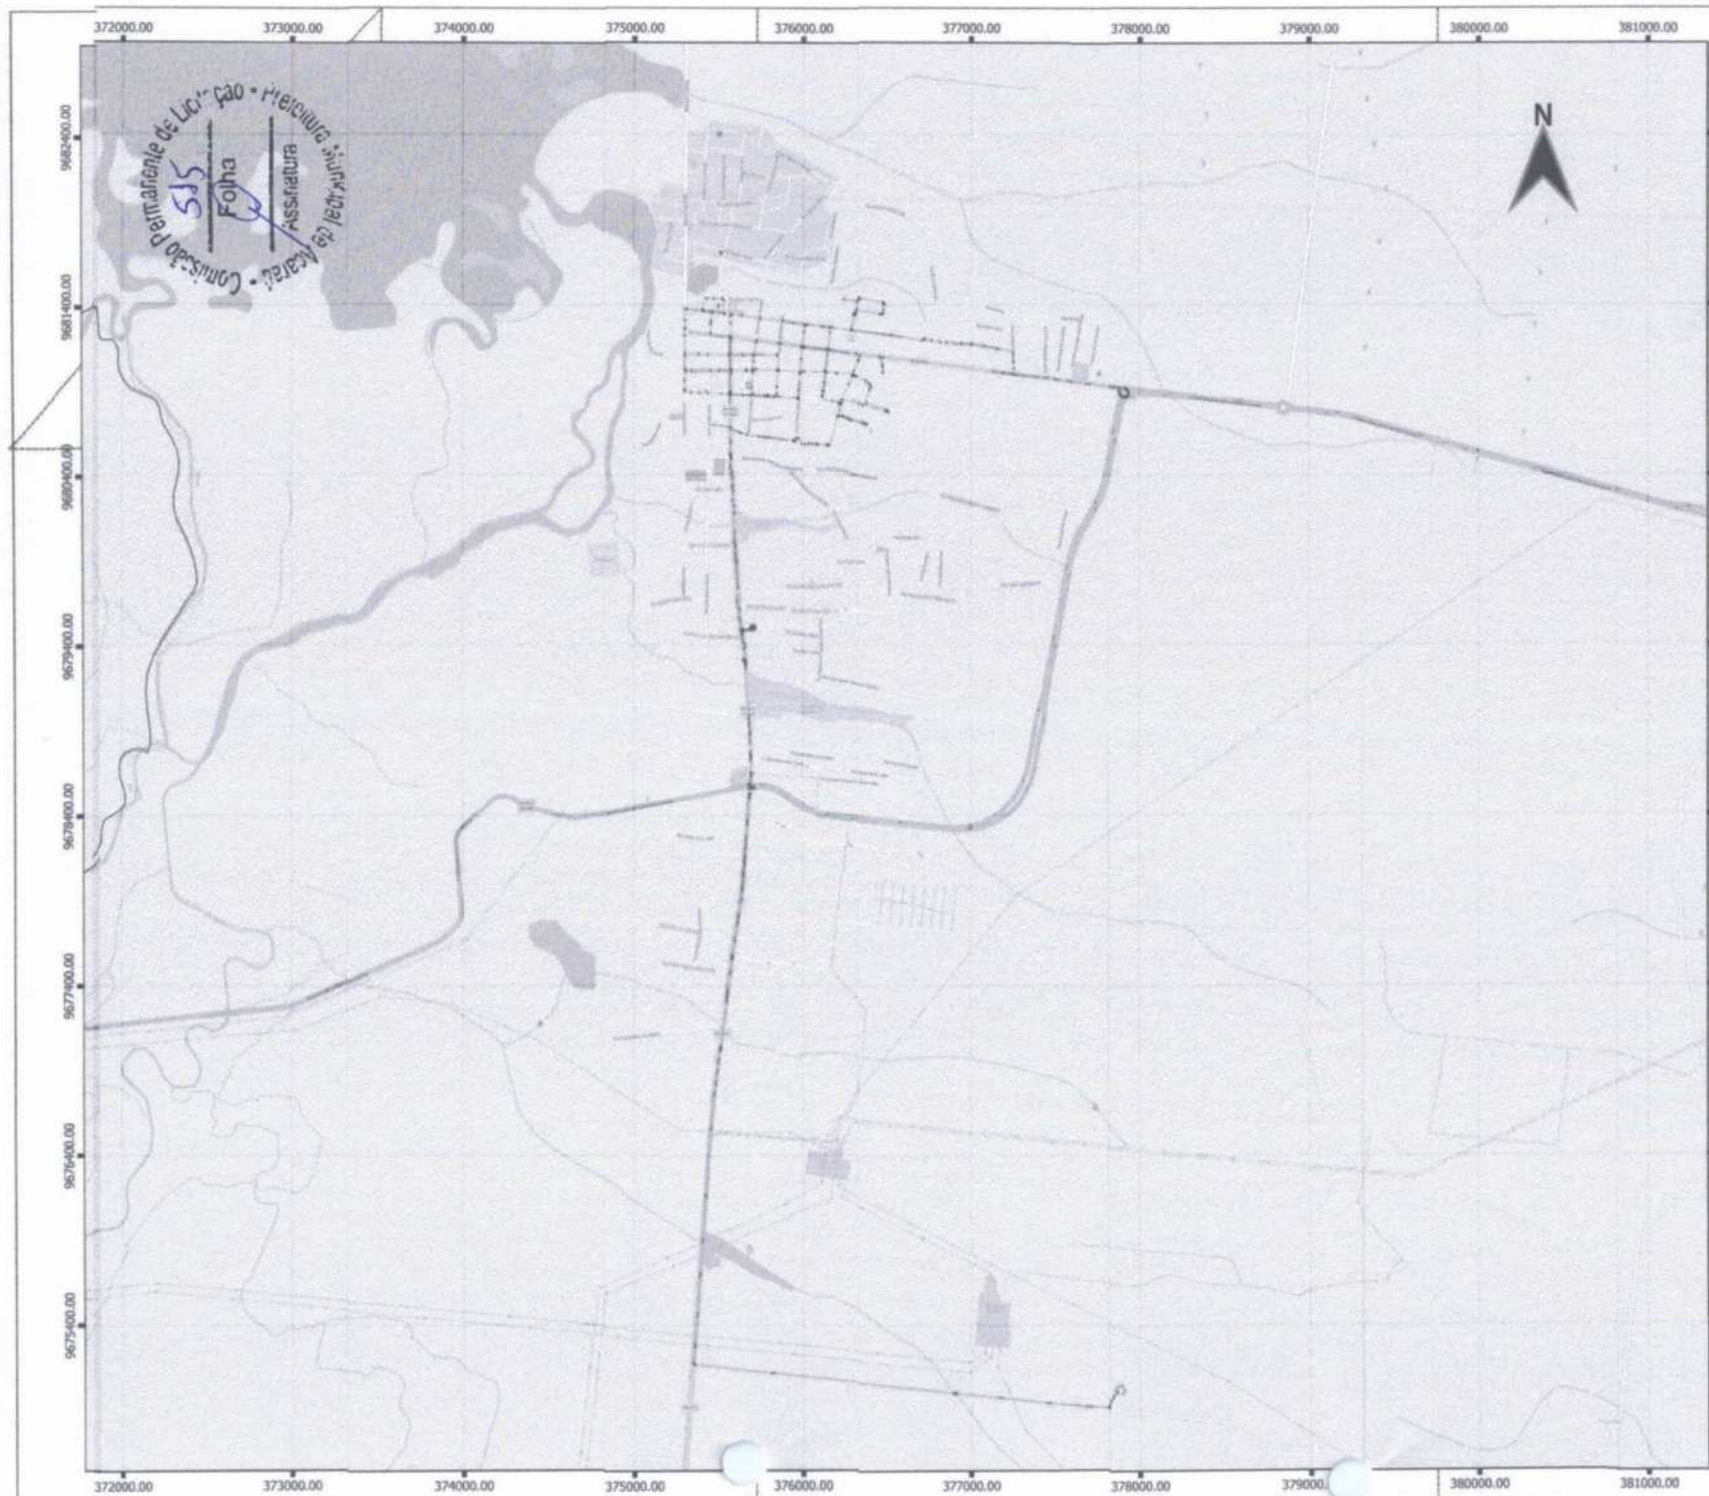 372000.00 373000.00 374000.00 375000.00 376000.00 377000.00 378000.00 379000.00 380000.00 381000.00
N
Comissão Permanente de Licitação • Prefeitura Municipal de Acaraú •
515
Folha
Assinatura
9682400.00
9681400.00
9680400.00
9679400.00
9678400.00
9677400.00
9676400.00
9675400.00
372000.00 373000.00 374000.00 375000.00 376000.00 377000.00 378000.00 379000.00 380000.00 381000.00